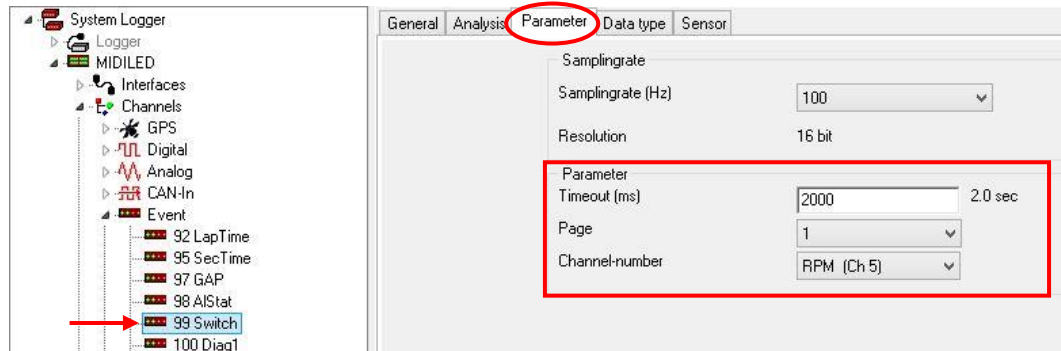 System Logger
Logger
MIDILED
Interfaces
Channels
GPS
Digital
Analog
CAN-In
Event
92 LapTime
95 SecTime
97 GAP
98 AlStat
99 Switch
100 Diag1
General Analysis Parameter Data type Sensor
Samplingrate
Samplingrate (Hz) 100
Resolution 16 bit
Parameter
Timeout (ms) 2000 2.0 sec
Page 1
Channel-number RPM (Ch 5)